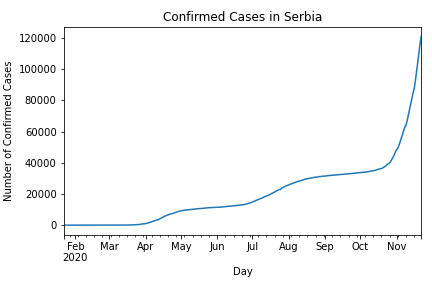 Confirmed Cases in Serbia
120000
100000
80000
60000
40000
20000
0
Number of Confirmed Cases
Feb Mar Apr May Jun Jul Aug Sep Oct Nov
2020
Day